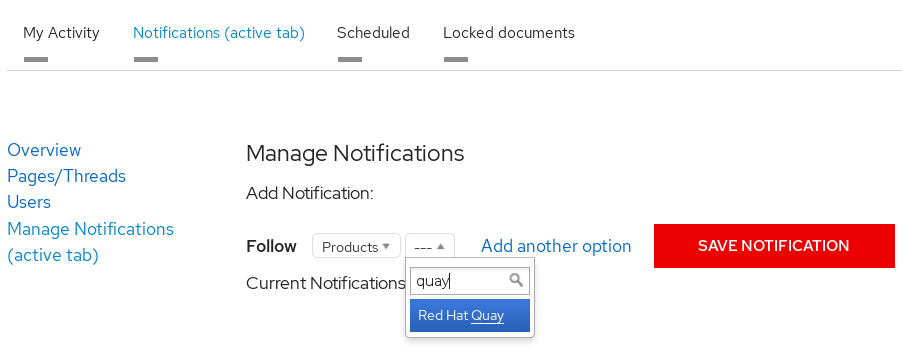 My Activity
Notifications (active tab)
Scheduled
Locked documents
Overview
Pages/Threads
Users
Manage Notifications
(active tab)
Manage Notifications
Add Notification:
Follow Products --- Add another option SAVE NOTIFICATION
Current Notifications
quay
Red Hat Quay